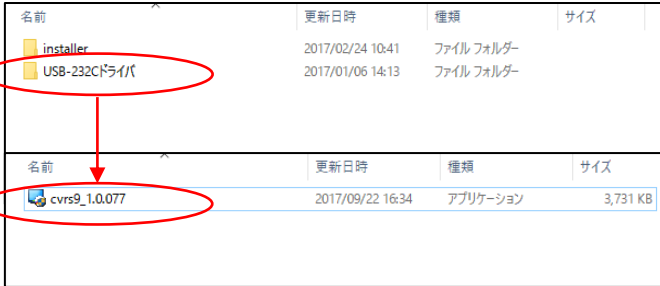 名前 更新日時 種類 サイズ
installer 2017/02/24 10:41 ファイル フォルダー
USB-232Cドライバ 2017/01/06 14:13 ファイル フォルダー
名前 更新日時 種類 サイズ
cvrs9_1.0.077 2017/09/22 16:34 アプリケーション 3,731 KB